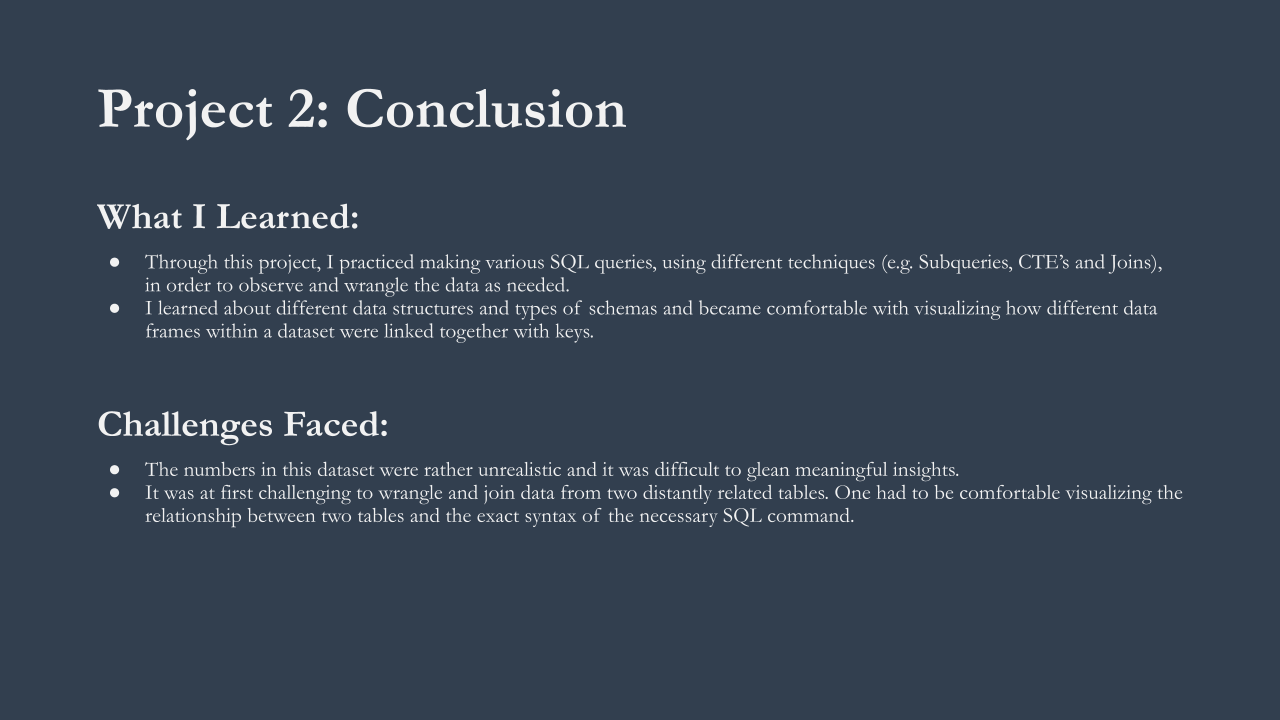 Project 2: Conclusion
What I Learned:
● Through this project, I practiced making various SQL queries, using different techniques (e.g. Subqueries, CTE’s and Joins),
in order to observe and wrangle the data as needed.
● I learned about different data structures and types of schemas and became comfortable with visualizing how different data
frames within a dataset were linked together with keys.
Challenges Faced:
● The numbers in this dataset were rather unrealistic and it was difficult to glean meaningful insights.
● It was at first challenging to wrangle and join data from two distantly related tables. One had to be comfortable visualizing the
relationship between two tables and the exact syntax of the necessary SQL command.